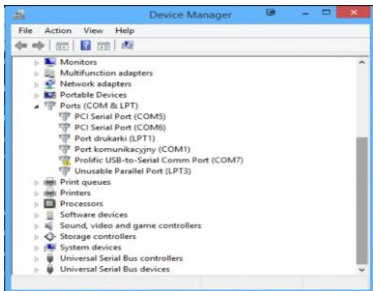 Device Manager
File Action View Help
Monitors
Multifunction adapters
Network adapters
Portable Devices
Ports (COM & LPT)
PCI Serial Port (COM5)
PCI Serial Port (COM6)
Port drukarki (LPT1)
Port komunikacyjny (COM1)
Prolific USB-to-Serial Comm Port (COM7)
Unusable Parallel Port (LPT3)
Print queues
Printers
Processors
Software devices
Sound, video and game controllers
Storage controllers
System devices
Universal Serial Bus controllers
Universal Serial Bus devices